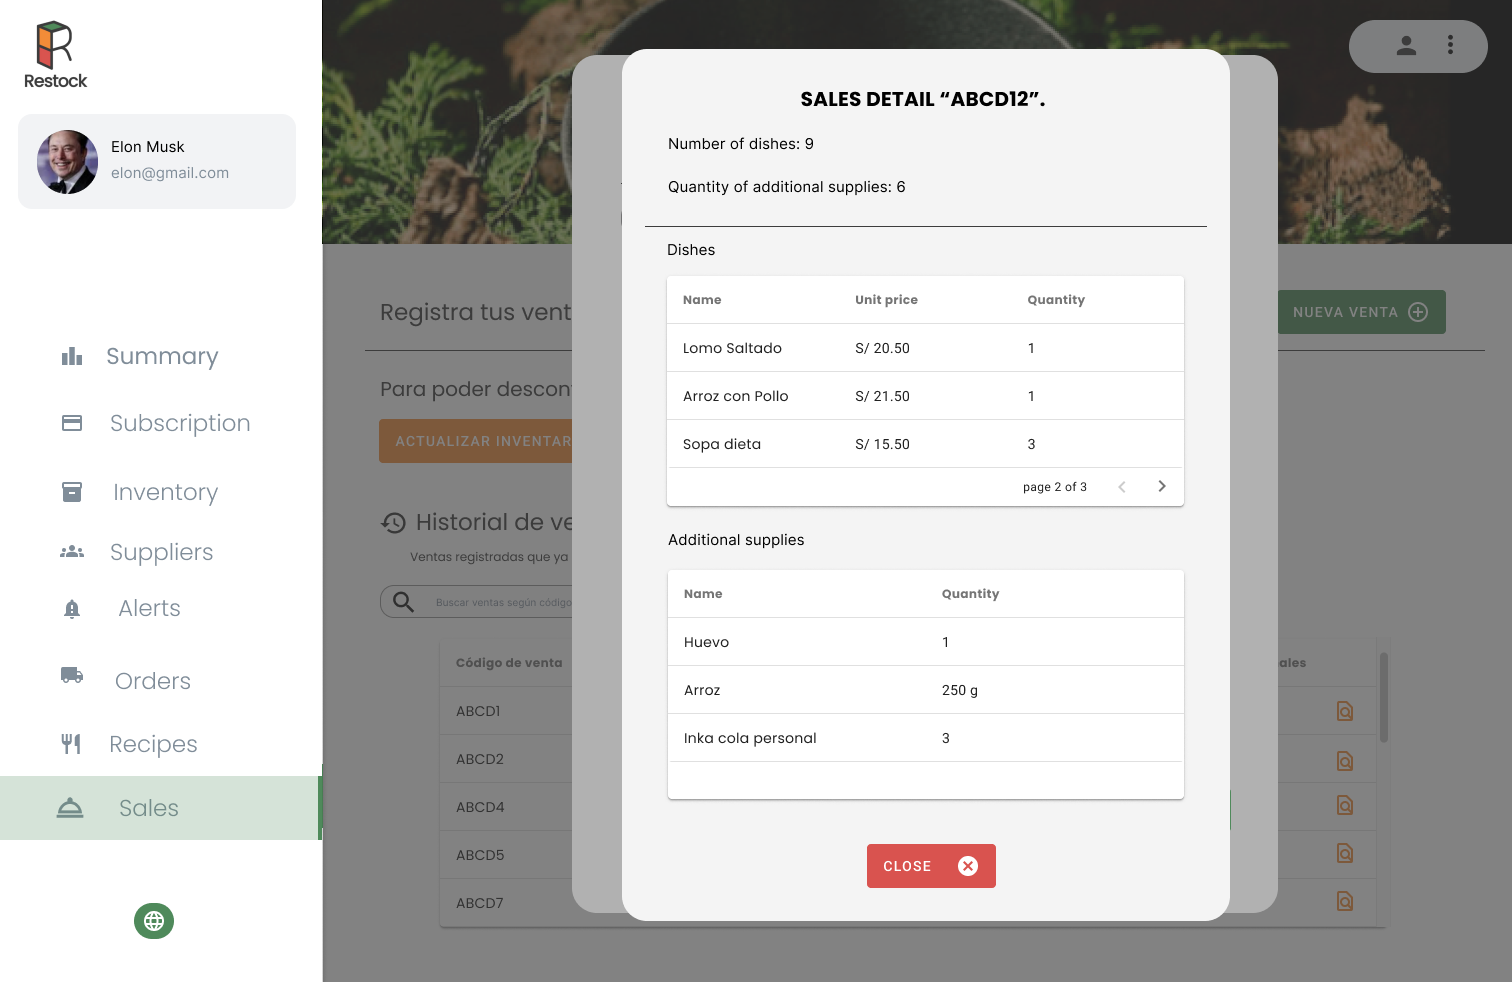 Restock
Elon Musk
elon@gmail.com
Summary
Subscription
Inventory
Suppliers
Alerts
Orders
Recipes
Sales
Registra tus vent
NUEVA VENTA
Para poder descon
ACTUALIZAR INVENTAR
Historial de ve
Ventas registradas que ya
Buscar ventas según código
Código de venta
ales
ABCD1
ABCD2
ABCD4
ABCD5
ABCD7
SALES DETAIL “ABCD12”.
Number of dishes: 9
Quantity of additional supplies: 6
Dishes
Name Unit price Quantity
Lomo Saltado S/ 20.50 1
Arroz con Pollo S/ 21.50 1
Sopa dieta S/ 15.50 3
page 2 of 3
Additional supplies
Name Quantity
Huevo 1
Arroz 250 g
Inka cola personal 3
CLOSE